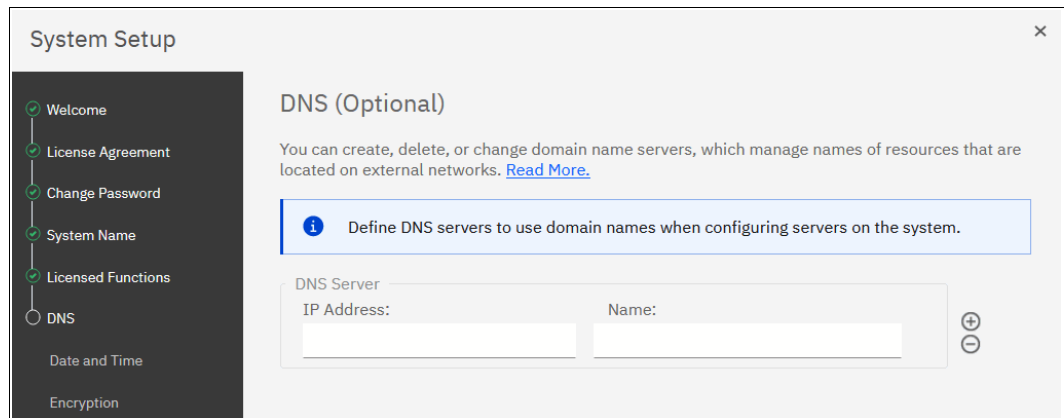 System Setup
Welcome
License Agreement
Change Password
System Name
Licensed Functions
DNS
Date and Time
Encryption
DNS (Optional)
You can create, delete, or change domain name servers, which manage names of resources that are
located on external networks. Read More.
Define DNS servers to use domain names when configuring servers on the system.
DNS Server
IP Address:
Name: